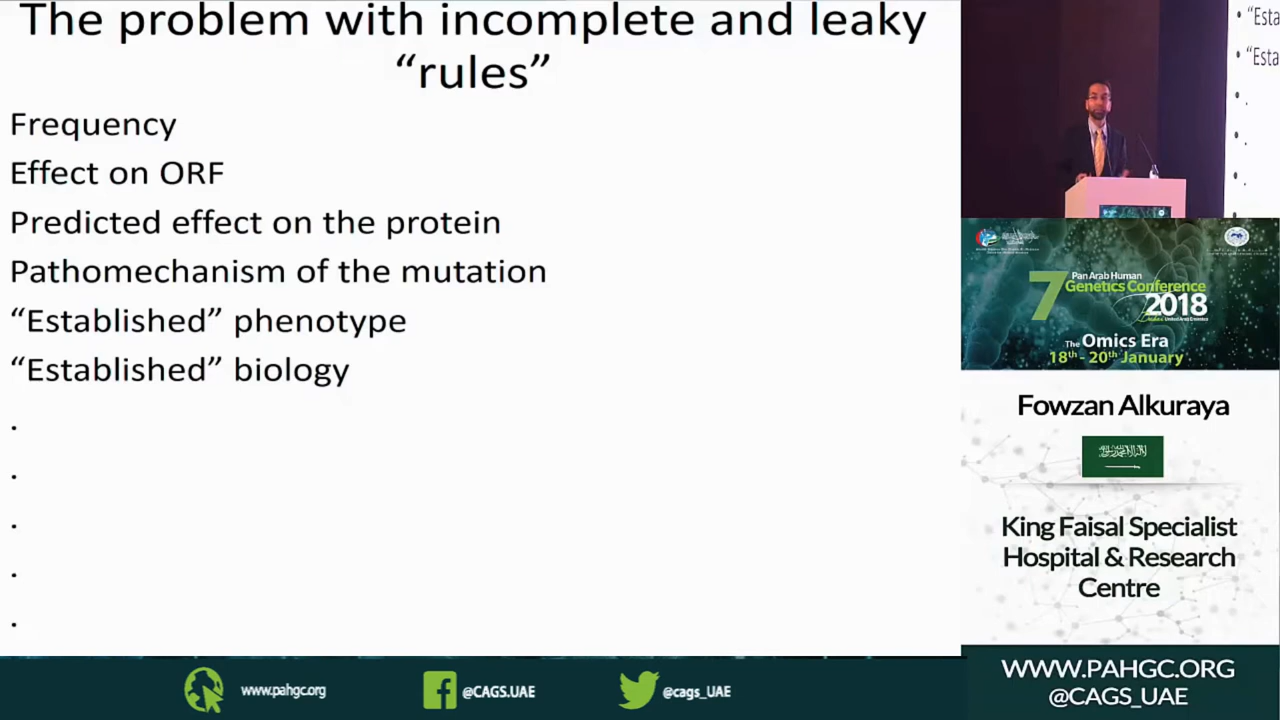 The problem with incomplete and leaky
“rules”
Frequency
Effect on ORF
Predicted effect on the protein
Pathomechanism of the mutation
“Established” phenotype
“Established” biology
.
.
.
.
.
• “Esta
• “Esta
7
Pan Arab Human
Genetics Conference
2018
The Omics Era
18th - 20th January
Fowzan Alkuraya
King Faisal Specialist
Hospital & Research
Centre
WWW.PAHGC.ORG
@CAGS_UAE
www.pahgc.org
@CAGS.UAE
@cags_UAE